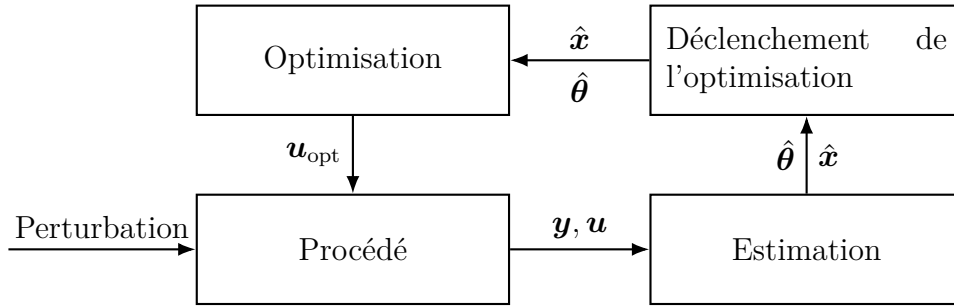 Optimisation
x̂
θ̂
Déclenchement de
l'optimisation
u_opt
θ̂ x̂
Perturbation
Procédé
y, u
Estimation